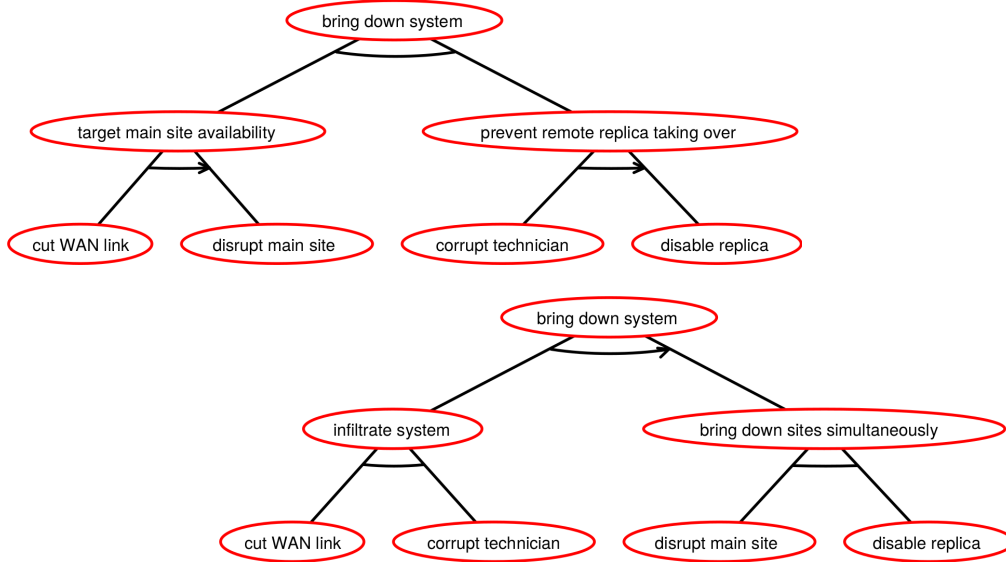 bring down system
target main site availability
prevent remote replica taking over
cut WAN link
disrupt main site
corrupt technician
disable replica
bring down system
infiltrate system
bring down sites simultaneously
cut WAN link
corrupt technician
disrupt main site
disable replica